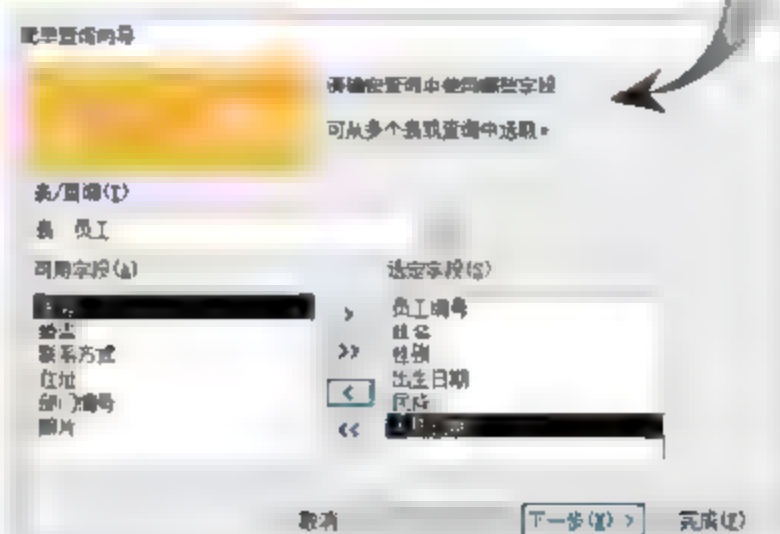 简单查询向导
请确定查询中使用哪些字段
可从多个表或查询中选取。
表/查询(T)
表 员工
可用字段(A)
选定字段(S)
>
>>
<
<<
联系方式
住址
部门编号
照片
员工编号
姓名
性别
出生日期
民族
取消
下一步(N) >
完成(F)